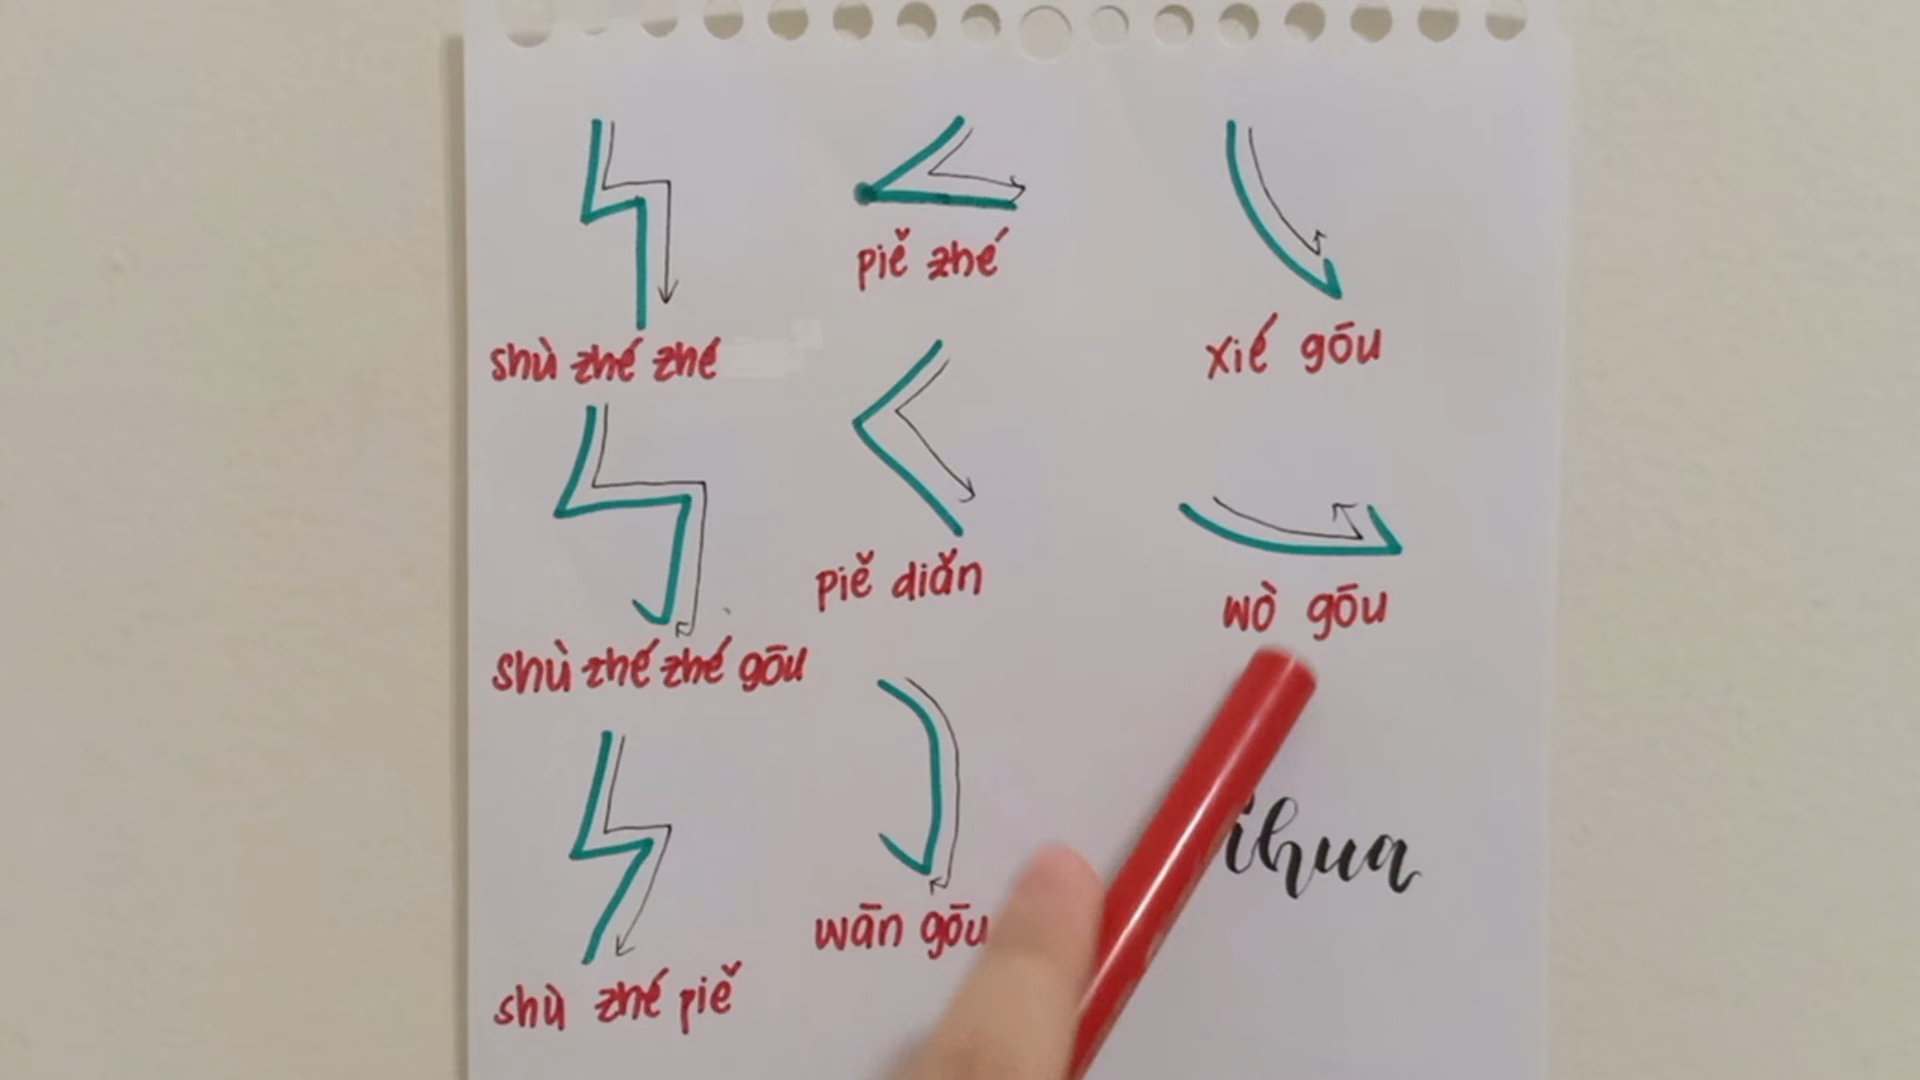 shù zhé zhé
shù zhé zhé gōu
shù zhé piě
piě zhé
piě diǎn
wān gōu
xié gōu
wò gōu